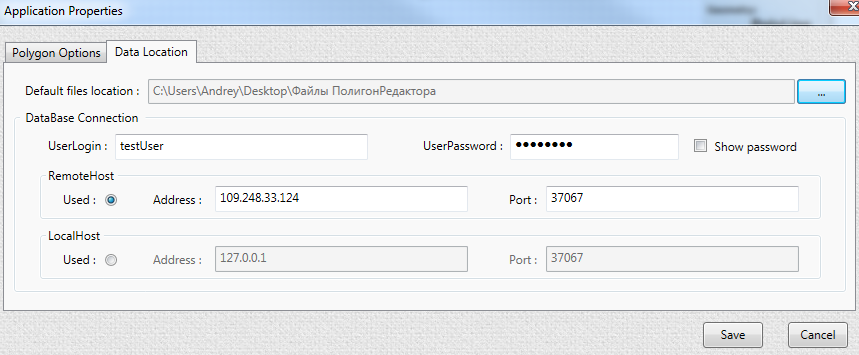 Application Properties
Polygon Options Data Location
Default files location : C:\Users\Andrey\Desktop\Файлы ПолигонРедактора ...
DataBase Connection
UserLogin : testUser UserPassword : ●●●●●●●● Show password
RemoteHost
Used : Address : 109.248.33.124 Port : 37067
LocalHost
Used : Address : 127.0.0.1 Port : 37067
Save Cancel